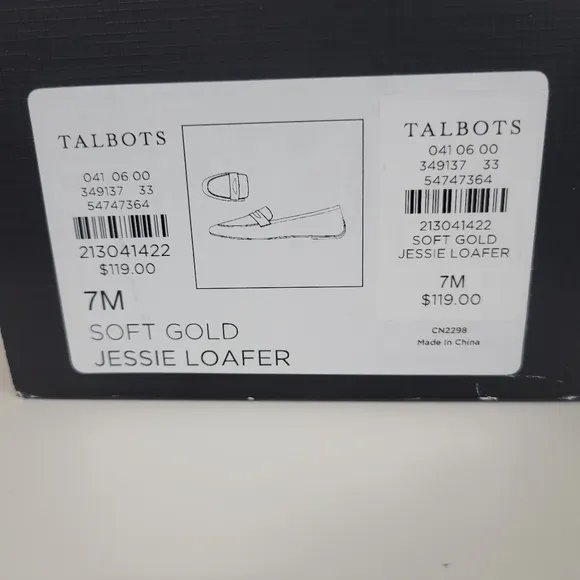 TALBOTS
041 06 00
349137 33
54747364
213041422
$119.00
7M
SOFT GOLD
JESSIE LOAFER
TALBOTS
041 06 00
349137 33
54747364
213041422
SOFT GOLD
JESSIE LOAFER
7M
$119.00
CN2298
Made in China